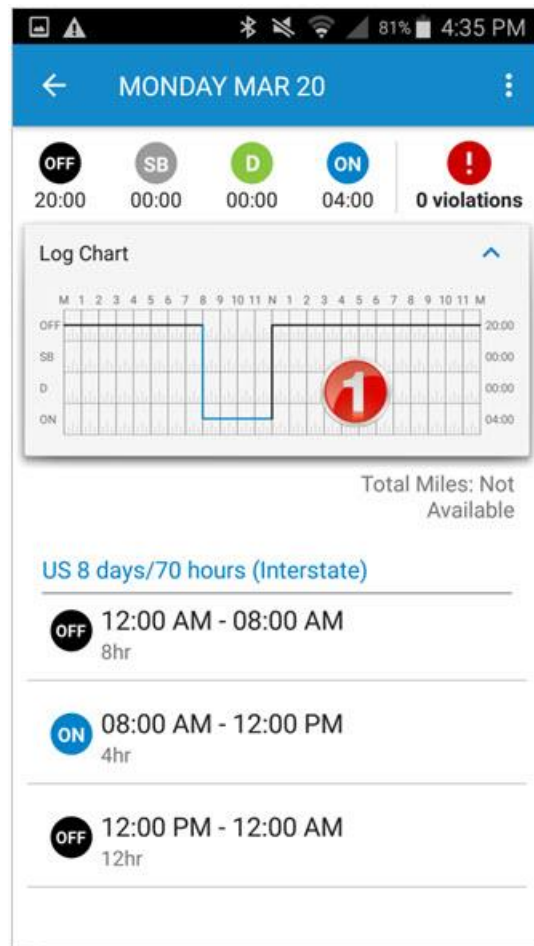 81% 4:35 PM
MONDAY MAR 20
OFF SB D ON !
20:00 00:00 00:00 04:00 0 violations
Log Chart
M 1 2 3 4 5 6 7 8 9 10 11 N 1 2 3 4 5 6 7 8 9 10 11 M
OFF 20:00
SB 00:00
D 00:00
ON 04:00
1
Total Miles: Not
Available
US 8 days/70 hours (Interstate)
OFF 12:00 AM - 08:00 AM
8hr
ON 08:00 AM - 12:00 PM
4hr
OFF 12:00 PM - 12:00 AM
12hr